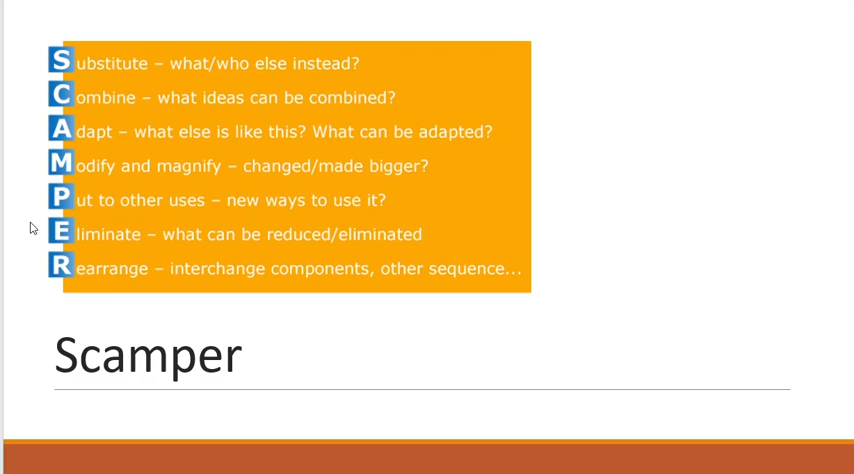 Substitute – what/who else instead?
Combine – what ideas can be combined?
Adapt – what else is like this? What can be adapted?
Modify and magnify – changed/made bigger?
Put to other uses – new ways to use it?
Eliminate – what can be reduced/eliminated
Rearrange – interchange components, other sequence...
Scamper